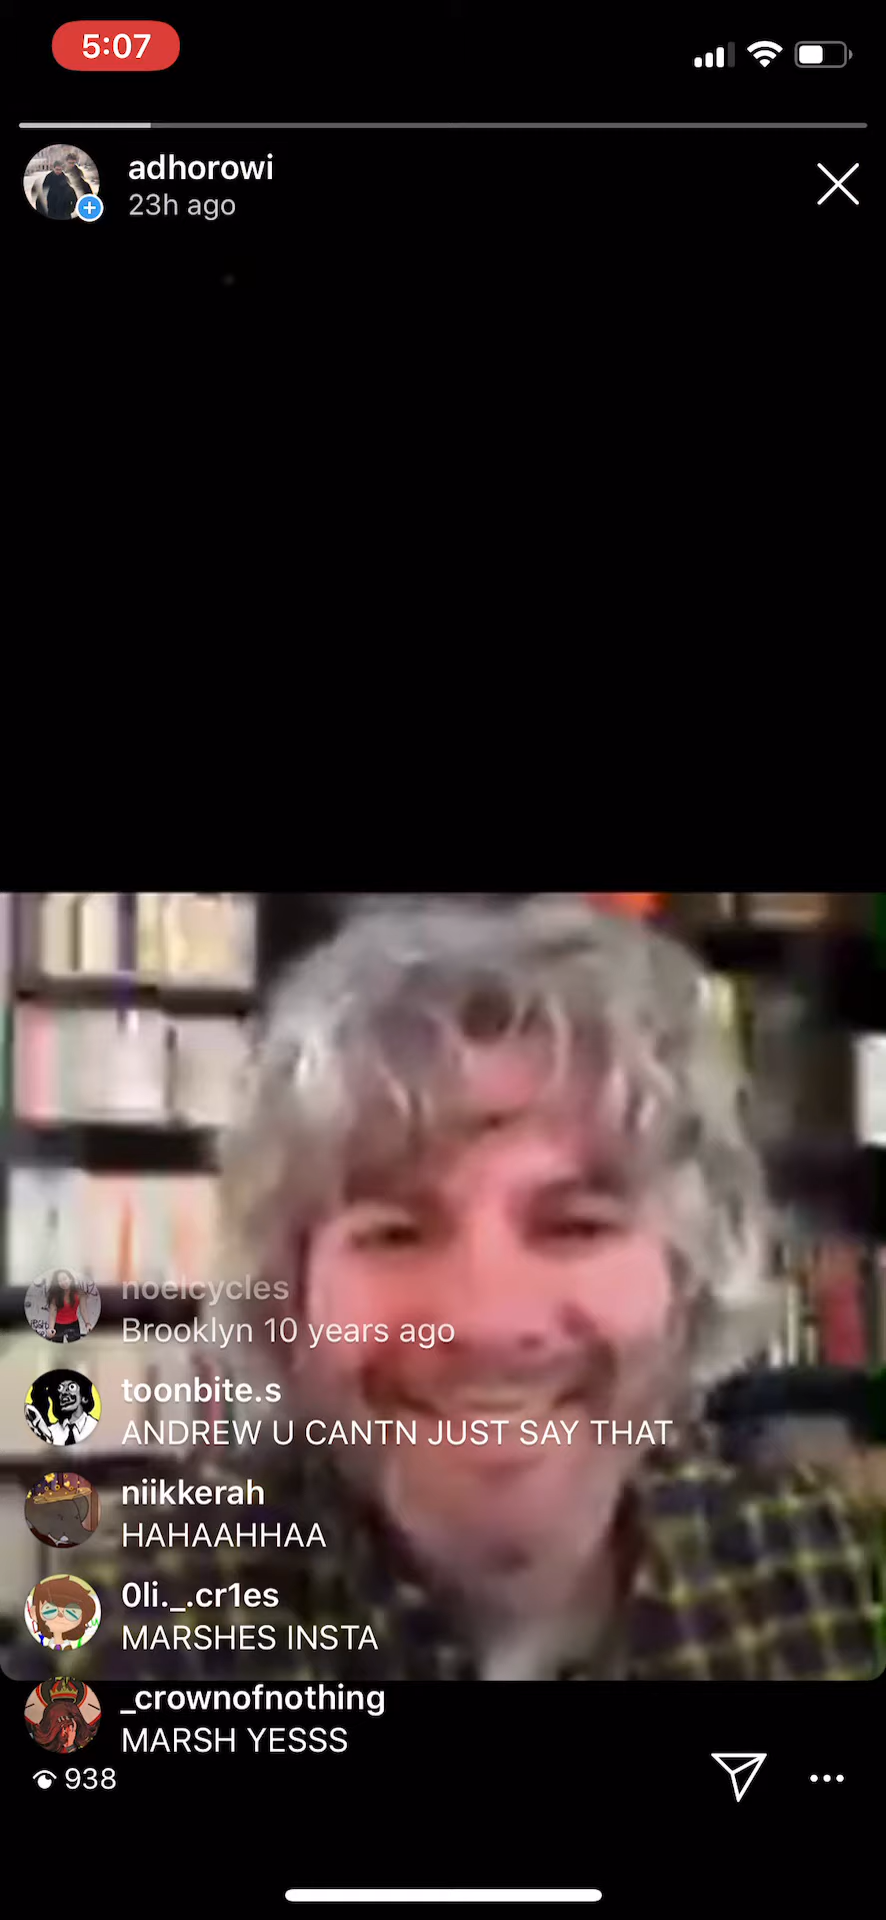 5:07
adhorowi
23h ago
noelcycles
Brooklyn 10 years ago
toonbite.s
ANDREW U CANTN JUST SAY THAT
niikkerah
HAHAAHHAA
0li._.cr1es
MARSHES INSTA
_crownofnothing
MARSH YESSS
938